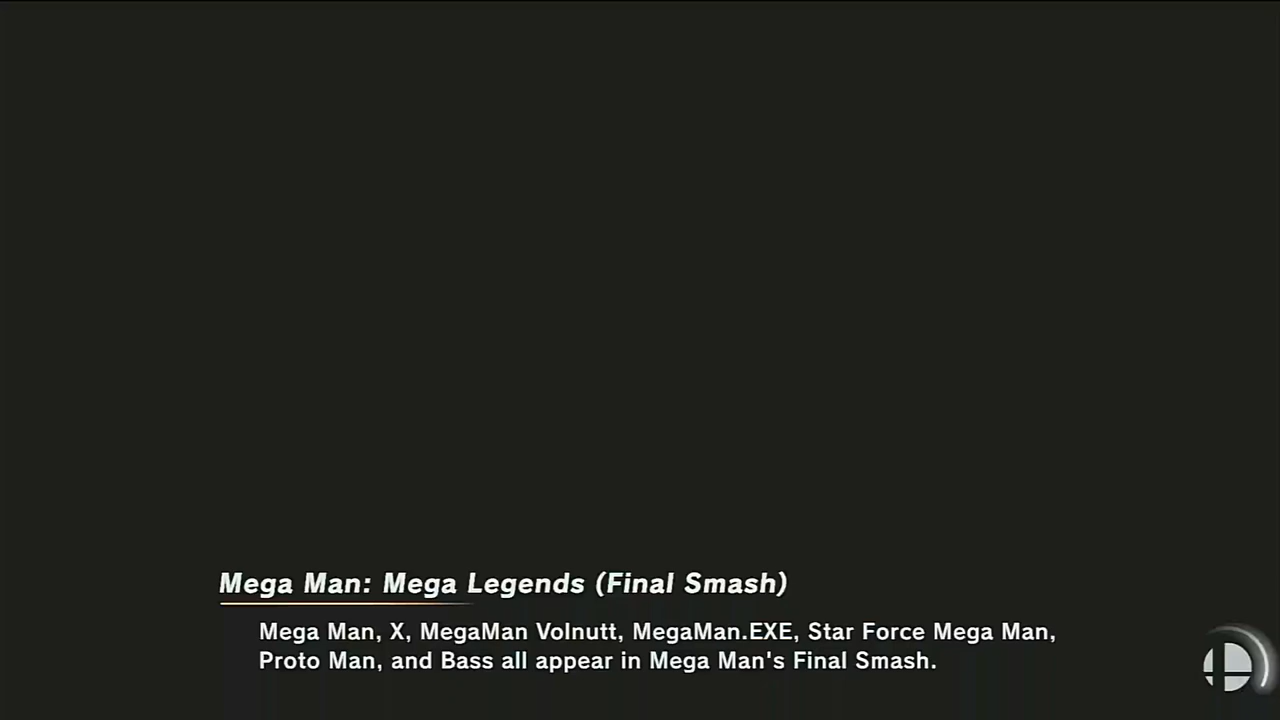 Mega Man: Mega Legends (Final Smash)
Mega Man, X, MegaMan Volnutt, MegaMan.EXE, Star Force Mega Man,
Proto Man, and Bass all appear in Mega Man's Final Smash.